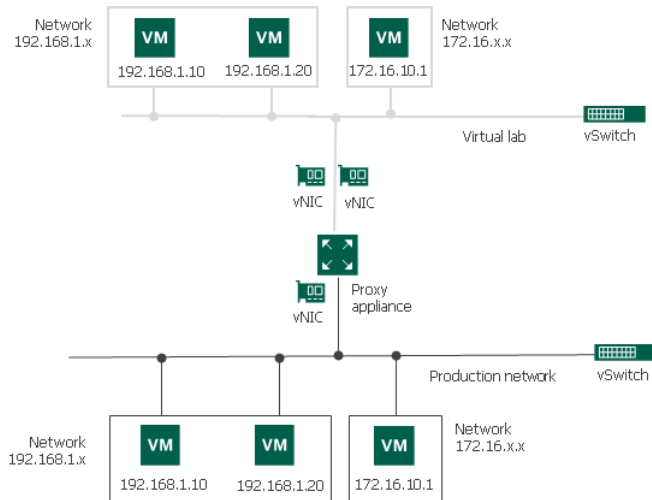 Network
192.168.1.x
VM
192.168.1.10
VM
192.168.1.20
VM
172.16.10.1
Network
172.16.x.x
Virtual lab
vSwitch
vNIC
vNIC
vNIC
Proxy
appliance
Production network
vSwitch
Network
192.168.1.x
VM
192.168.1.10
VM
192.168.1.20
VM
172.16.10.1
Network
172.16.x.x